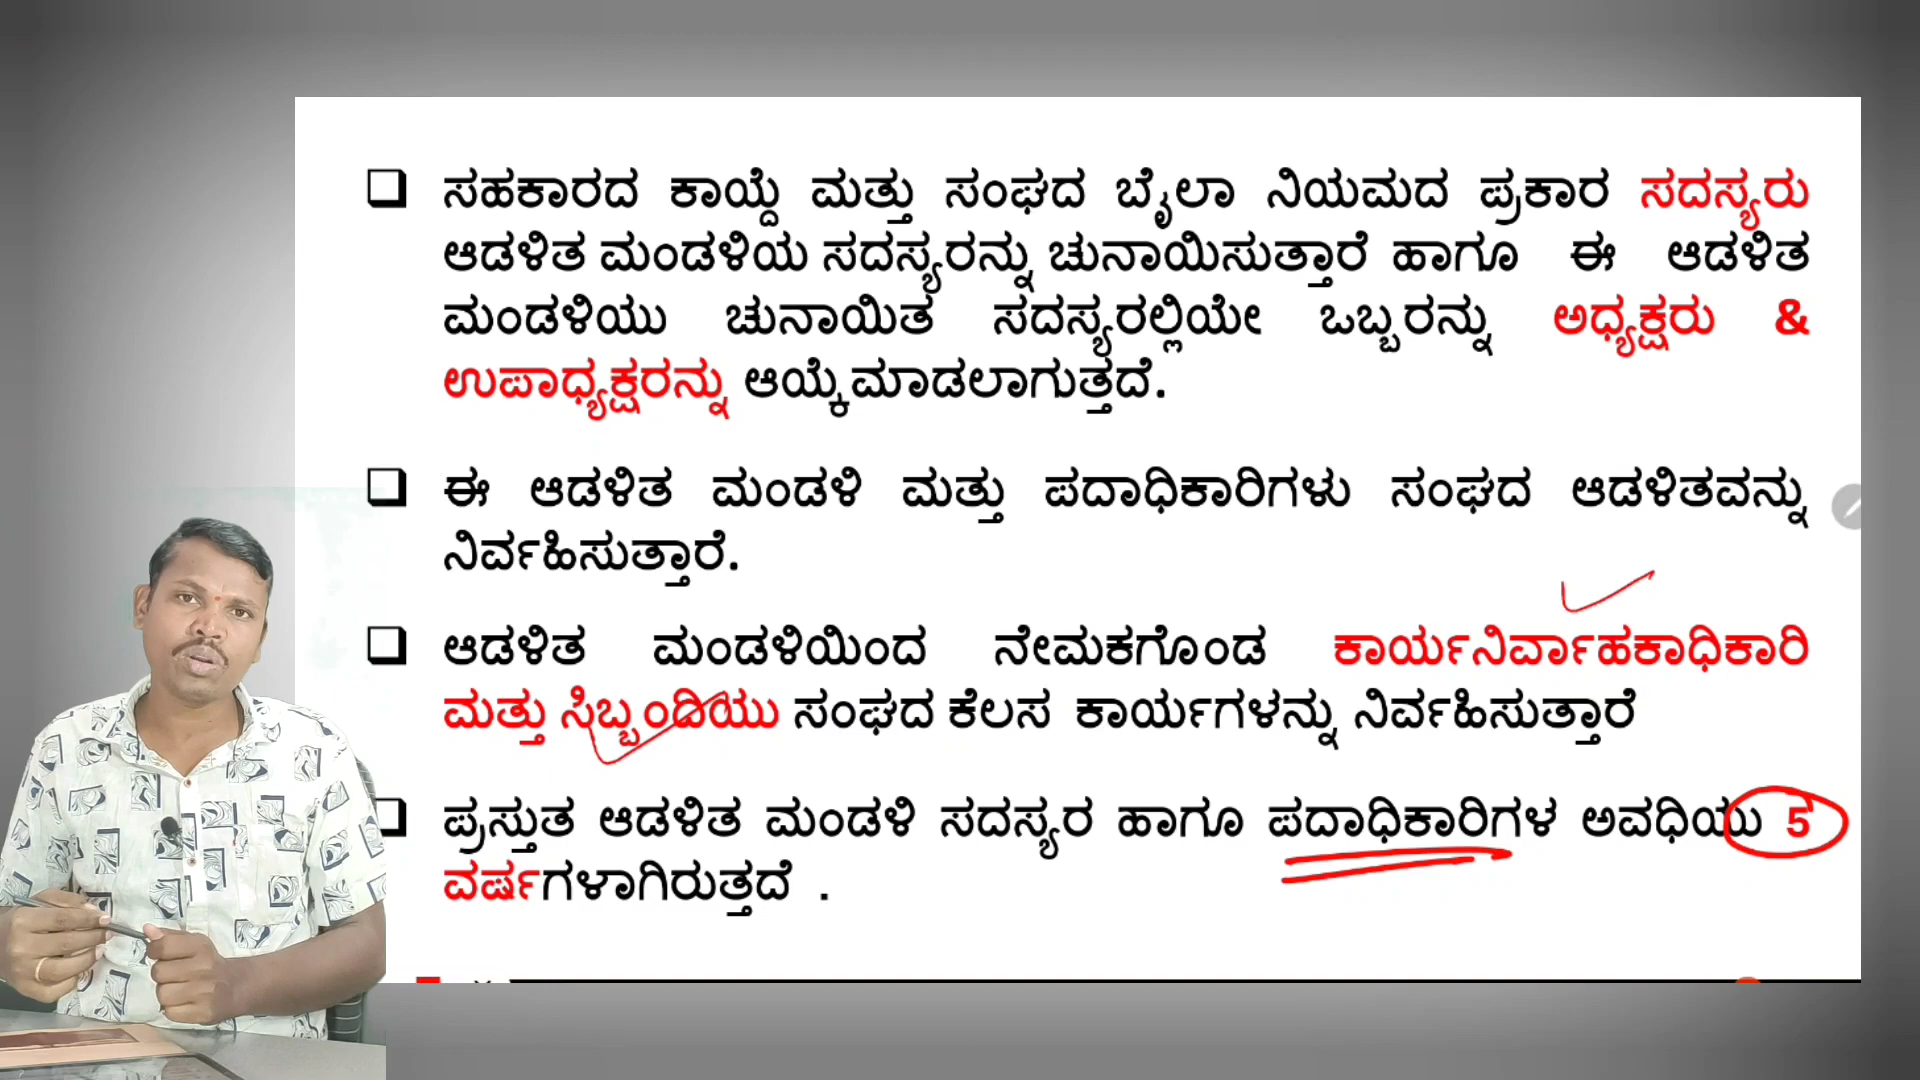 ಸಹಕಾರದ ಕಾಯ್ದೆ ಮತ್ತು ಸಂಘದ ಬೈಲಾ ನಿಯಮದ ಪ್ರಕಾರ ಸದಸ್ಯರು
ಆಡಳಿತ ಮಂಡಳಿಯ ಸದಸ್ಯರನ್ನು ಚುನಾಯಿಸುತ್ತಾರೆ ಹಾಗೂ ಈ ಆಡಳಿತ
ಮಂಡಳಿಯು ಚುನಾಯಿತ ಸದಸ್ಯರಲ್ಲಿಯೇ ಒಬ್ಬರನ್ನು ಅಧ್ಯಕ್ಷರು &
ಉಪಾಧ್ಯಕ್ಷರನ್ನು ಆಯ್ಕೆಮಾಡಲಾಗುತ್ತದೆ.
ಈ ಆಡಳಿತ ಮಂಡಳಿ ಮತ್ತು ಪದಾಧಿಕಾರಿಗಳು ಸಂಘದ ಆಡಳಿತವನ್ನು
ನಿರ್ವಹಿಸುತ್ತಾರೆ.
ಆಡಳಿತ ಮಂಡಳಿಯಿಂದ ನೇಮಕಗೊಂಡ ಕಾರ್ಯನಿರ್ವಾಹಕಾಧಿಕಾರಿ
ಮತ್ತು ಸಿಬ್ಬಂದಿಯು ಸಂಘದ ಕೆಲಸ ಕಾರ್ಯಗಳನ್ನು ನಿರ್ವಹಿಸುತ್ತಾರೆ
ಪ್ರಸ್ತುತ ಆಡಳಿತ ಮಂಡಳಿ ಸದಸ್ಯರ ಹಾಗೂ ಪದಾಧಿಕಾರಿಗಳ ಅವಧಿಯು 5
ವರ್ಷಗಳಾಗಿರುತ್ತದೆ .